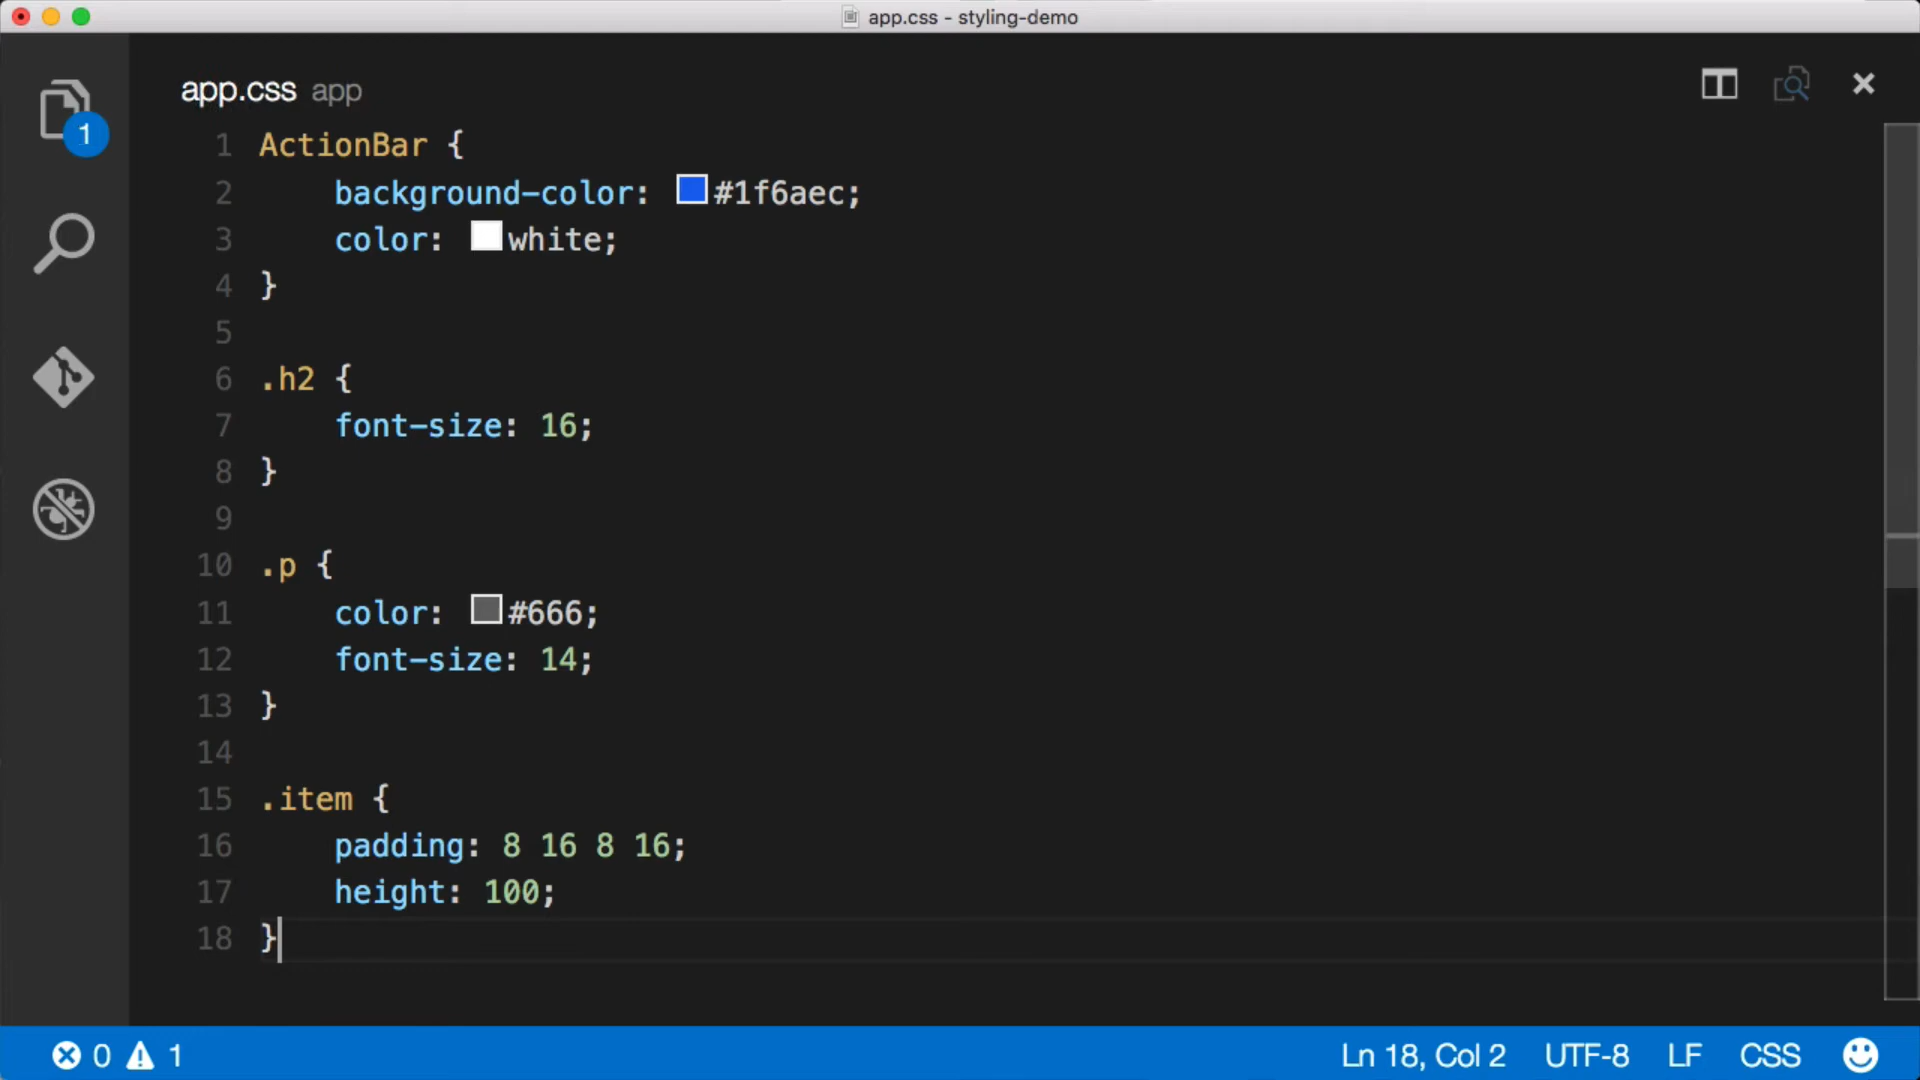 app.css - styling-demo
app.css app
1 ActionBar {
2 background-color: #1f6aec;
3 color: white;
4 }
5
6 .h2 {
7 font-size: 16;
8 }
9
10 .p {
11 color: #666;
12 font-size: 14;
13 }
14
15 .item {
16 padding: 8 16 8 16;
17 height: 100;
18 }
1
0 1 Ln 18, Col 2 UTF-8 LF CSS